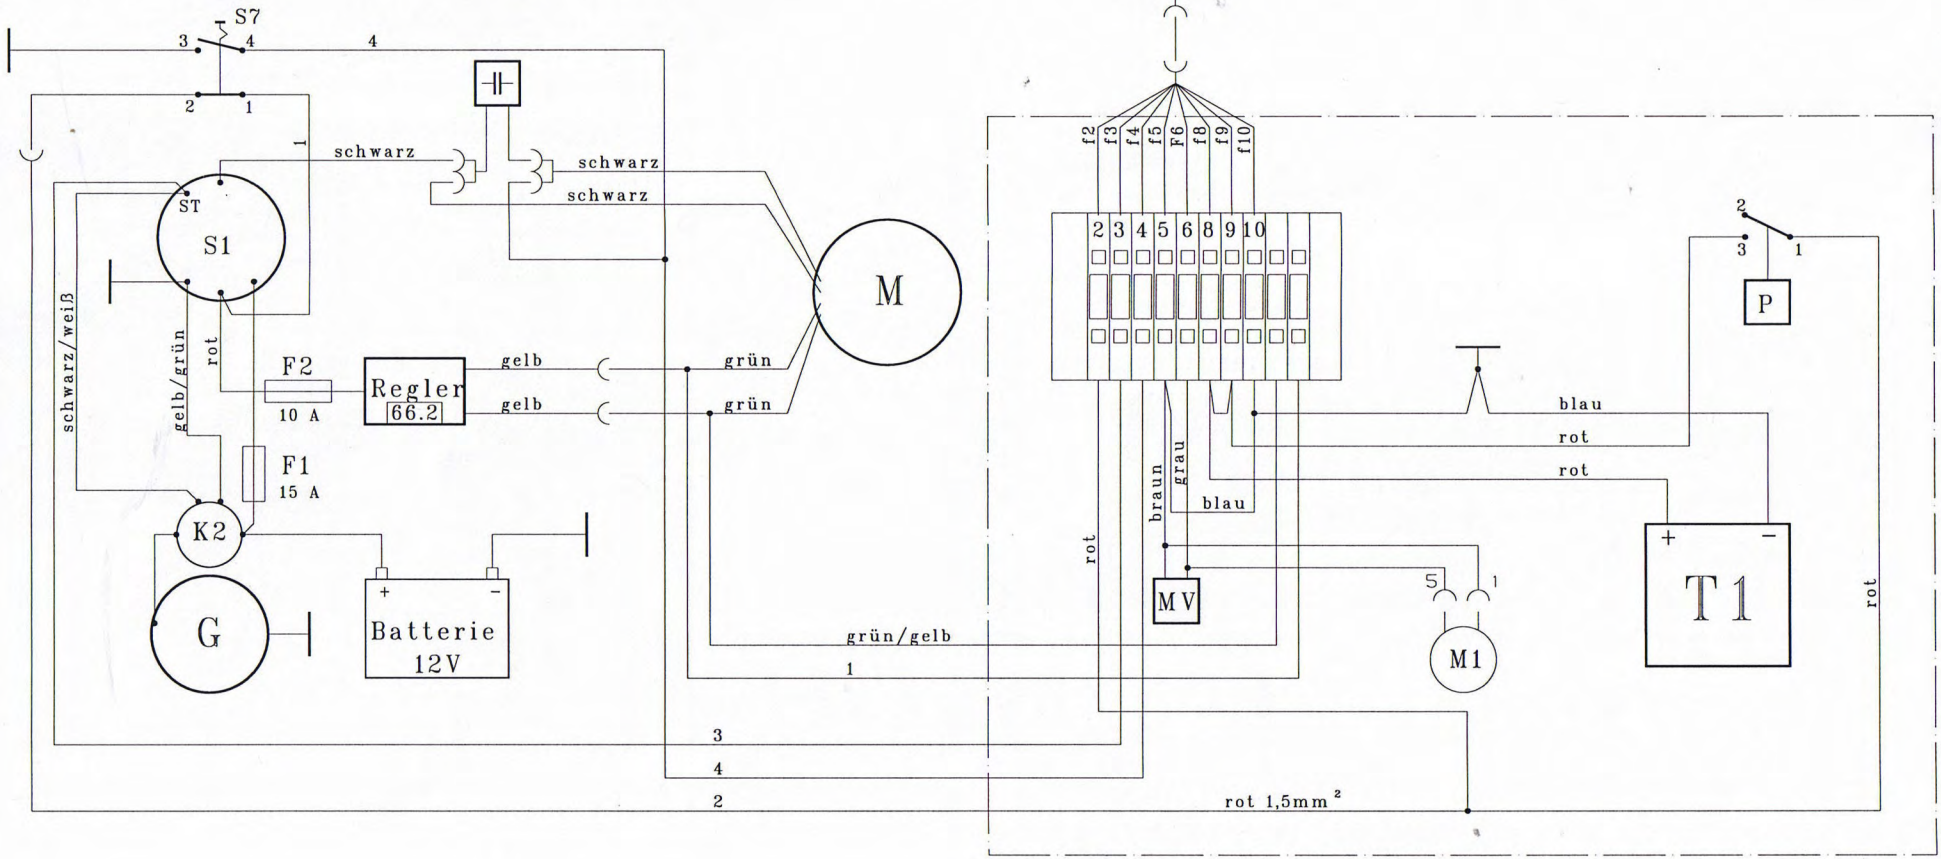 S7
3
4
4
2
1
1
schwarz
schwarz
schwarz
ST
S1
M
schwarz/weiß
gelb/grün
rot
F2
10 A
Regler
66.2
gelb
grün
gelb
grün
F1
15 A
K2
G
+
−
Batterie
12V
grün/gelb
1
3
4
2
f2
f3
f4
f5
F6
f8
f9
f10
2
3
4
5
6
8
9
10
2
3
1
P
blau
rot
rot
braun
grau
blau
rot
MV
5
1
M1
+
−
T1
rot
rot 1,5mm²